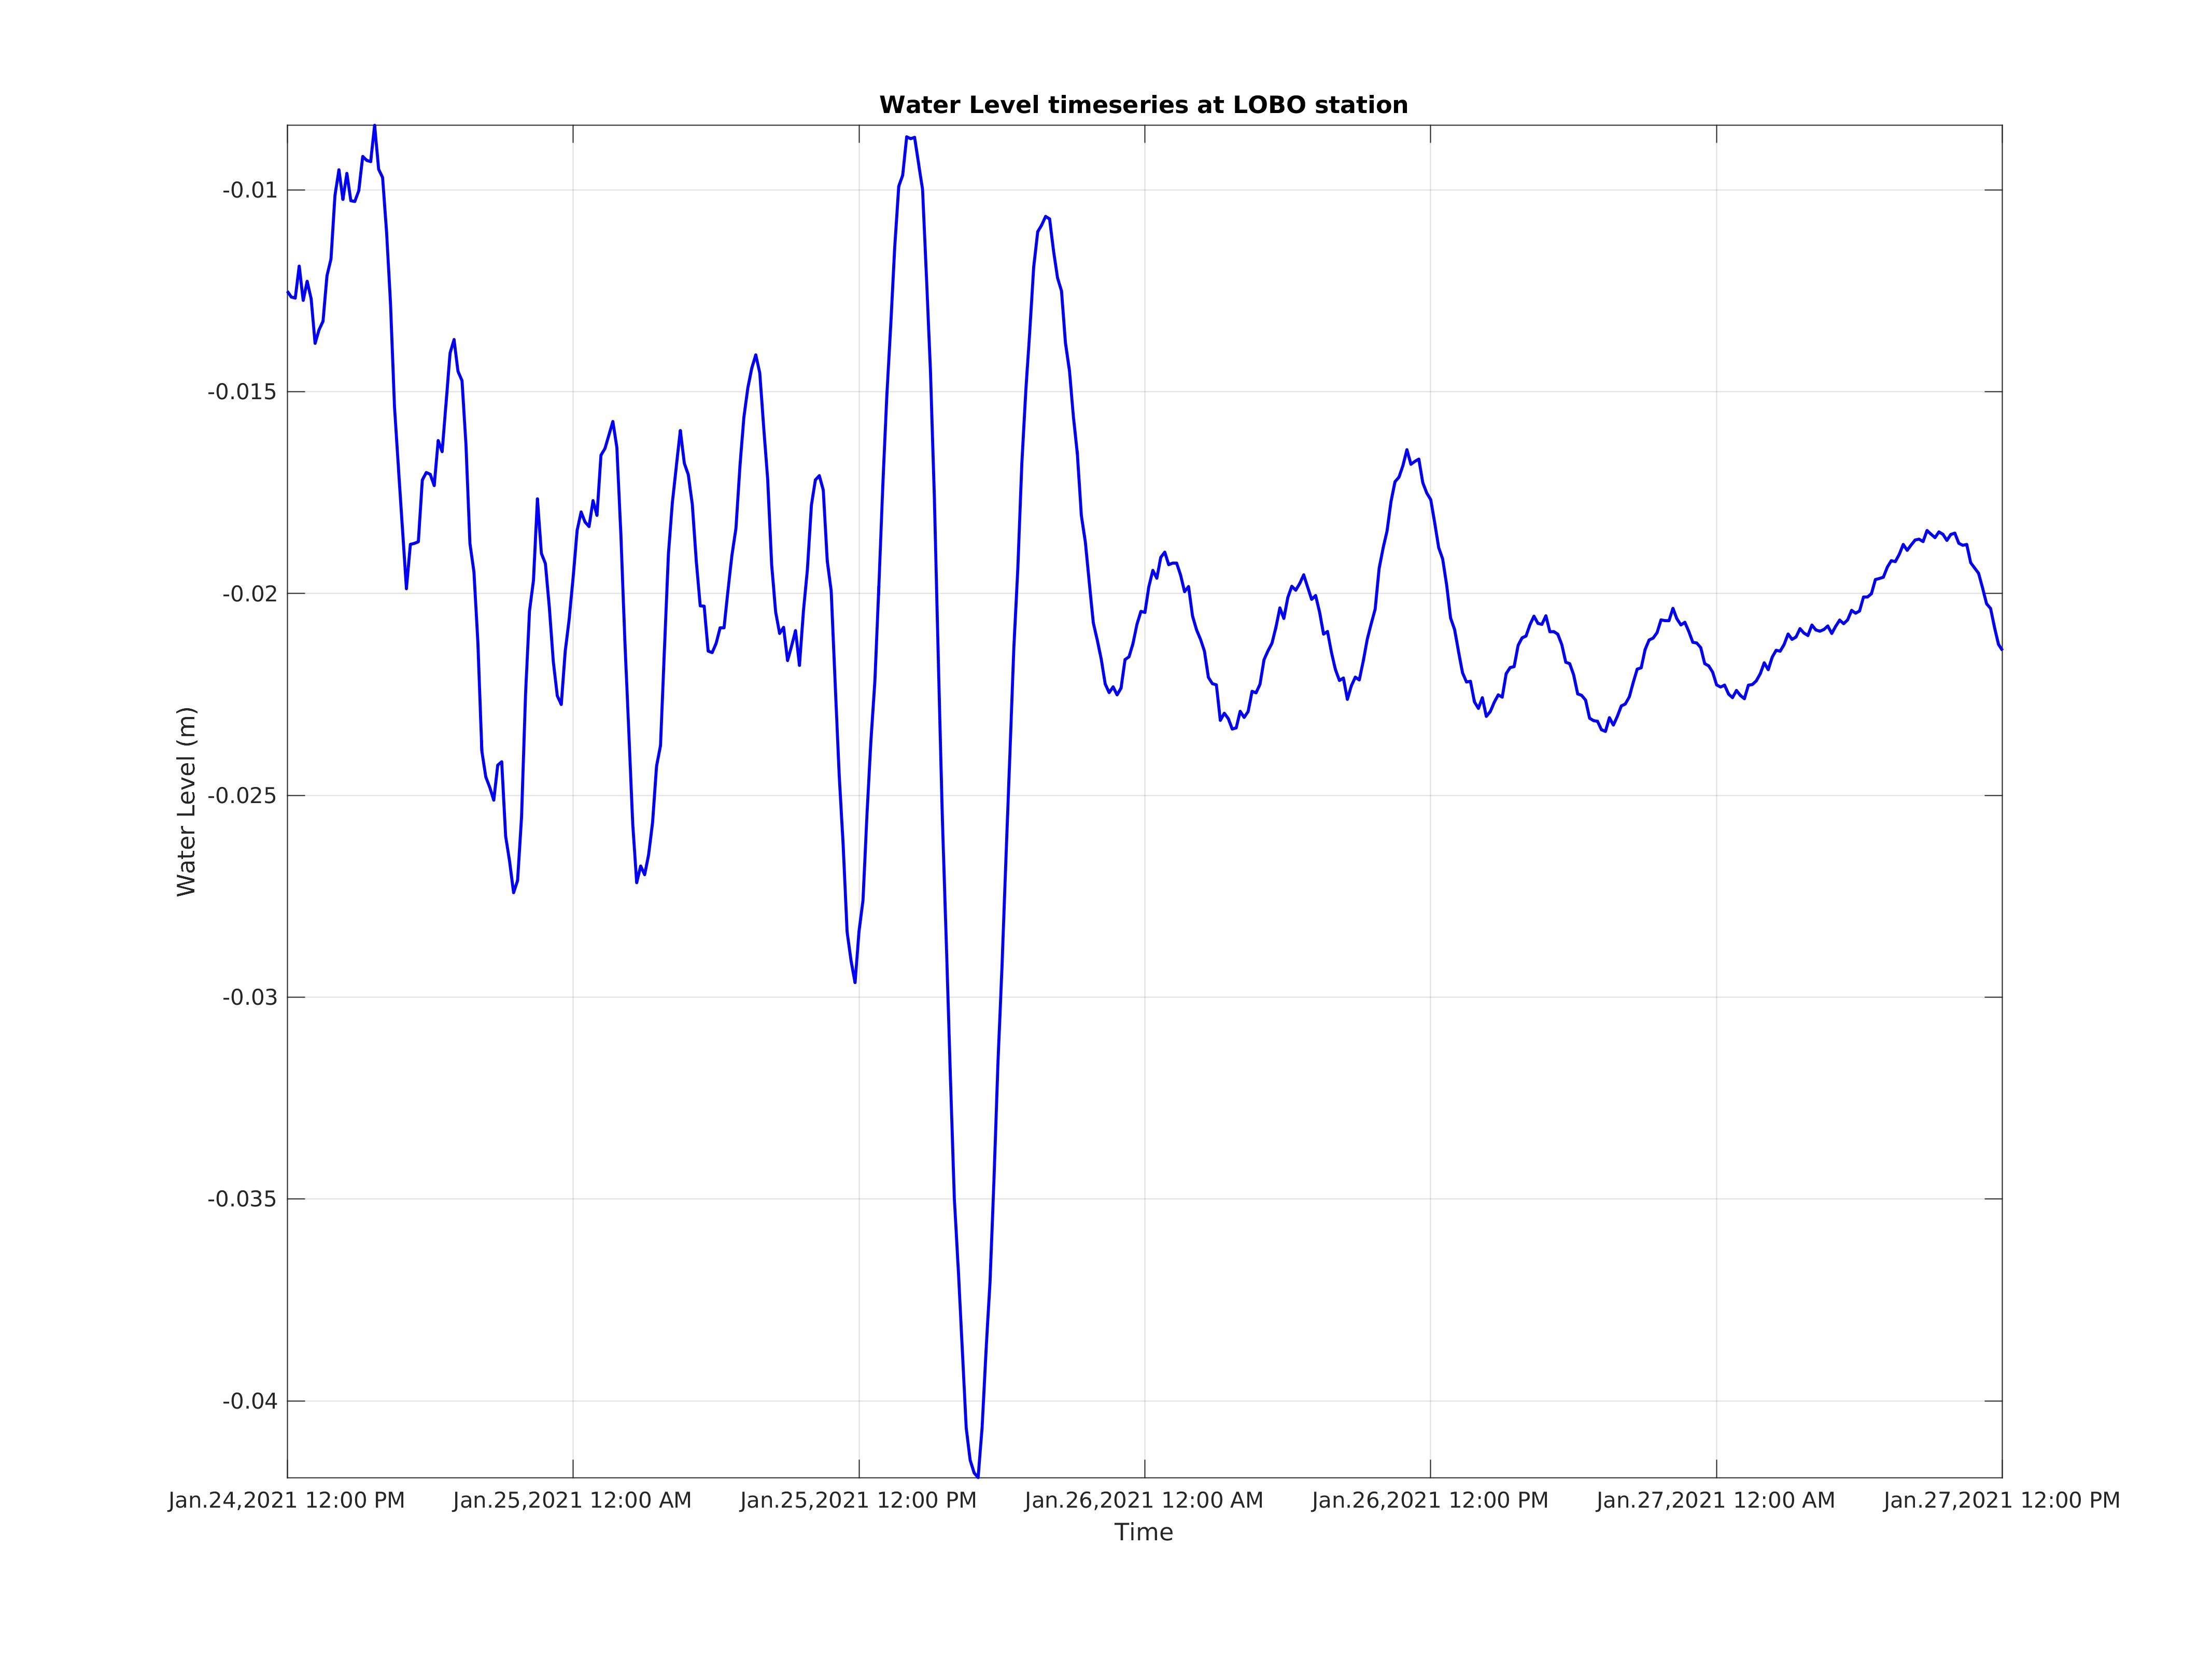 Water Level timeseries at LOBO station
-0.01
-0.015
-0.02
-0.025
-0.03
-0.035
-0.04
Water Level (m)
Jan.24,2021 12:00 PM
Jan.25,2021 12:00 AM
Jan.25,2021 12:00 PM
Jan.26,2021 12:00 AM
Jan.26,2021 12:00 PM
Jan.27,2021 12:00 AM
Jan.27,2021 12:00 PM
Time